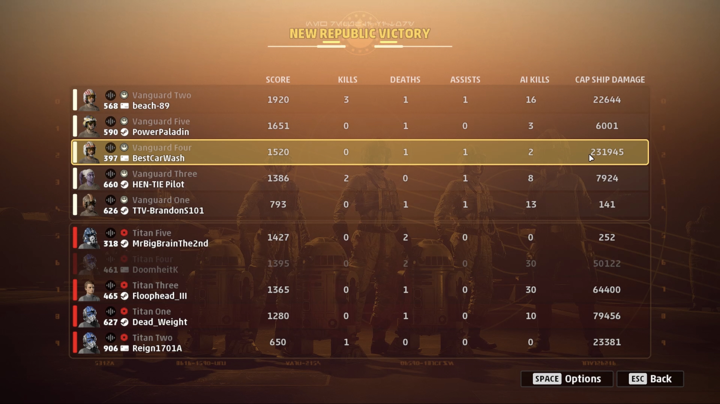 NEW REPUBLIC VICTORY
SCORE KILLS DEATHS ASSISTS AI KILLS CAP SHIP DAMAGE
Vanguard Two
568 beach-89 1920 3 1 1 16 22644
Vanguard Five
590 PowerPaladin 1651 0 1 0 3 6001
Vanguard Four
397 BestCarWash 1520 0 1 1 2 231945
Vanguard Three
660 HEN-TIE Pilot 1386 2 0 1 8 7924
Vanguard One
626 TTV-BrandonS101 793 0 1 1 13 141
Titan Five
318 MrBigBrainThe2nd 1427 0 2 0 0 252
Titan Four
461 DoomheitK 1395 0 2 0 30 50122
Titan Three
465 Floophead_III 1365 0 1 0 30 64400
Titan One
627 Dead_Weight 1280 0 1 0 10 79456
Titan Two
906 Reign1701A 650 1 0 0 0 23381
SPACE Options ESC Back